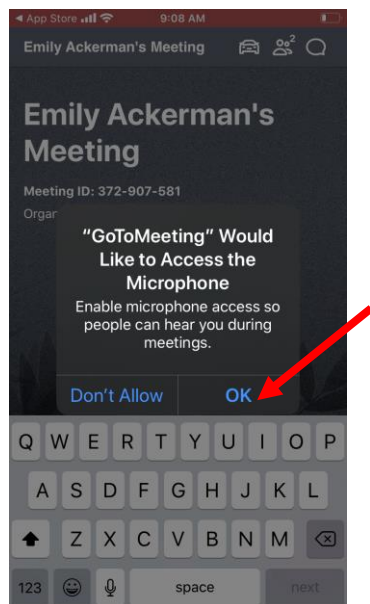 App Store 9:08 AM
Emily Ackerman's Meeting 2
Emily Ackerman's
Meeting
Meeting ID: 372-907-581
Organ
"GoToMeeting" Would
Like to Access the
Microphone
Enable microphone access so
people can hear you during
meetings.
Don't Allow OK
Q W E R T Y U I O P
A S D F G H J K L
Z X C V B N M
123 space next